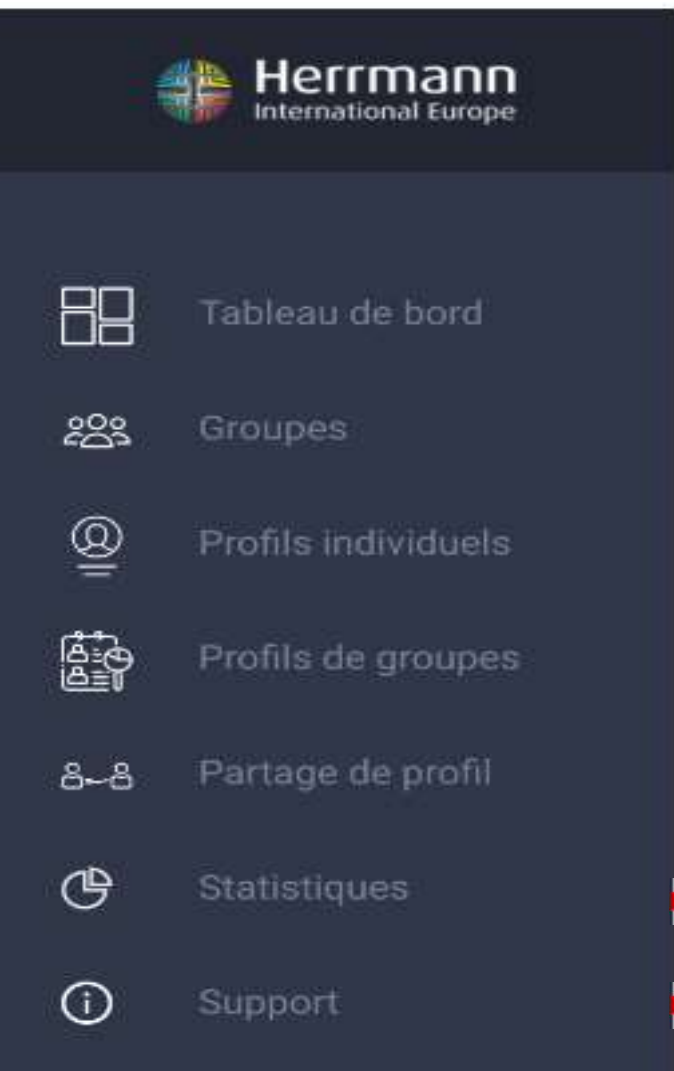 Herrmann
International Europe
Tableau de bord
Groupes
Profils individuels
Profils de groupes
Partage de profil
Statistiques
Support